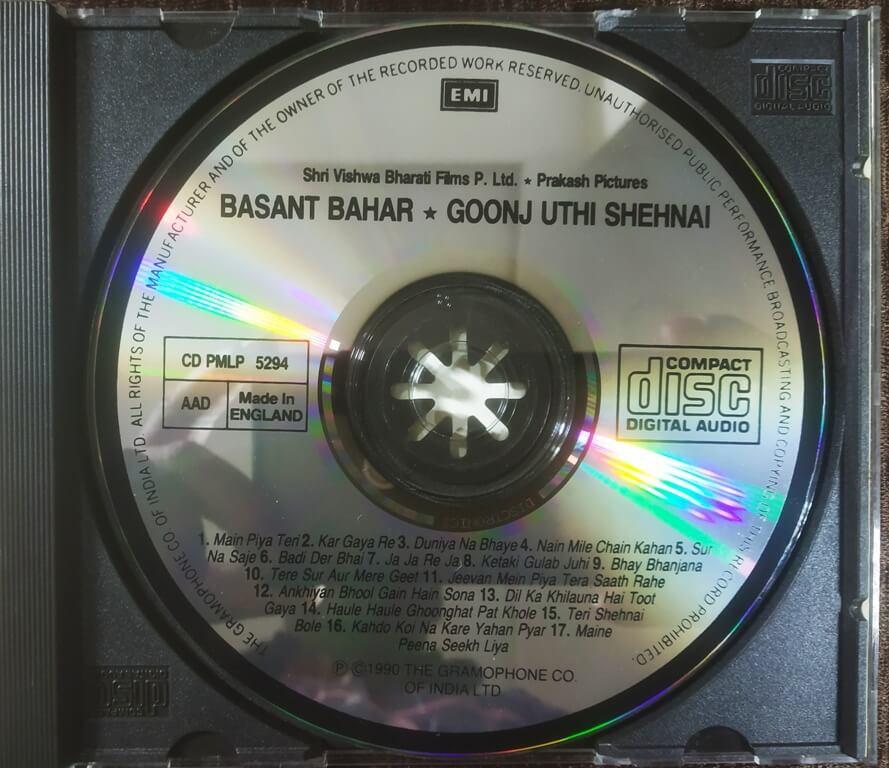 EMI
COMPACT
disc
DIGITAL AUDIO
THE GRAMOPHONE CO. OF INDIA LTD. ALL RIGHTS OF THE MANUFACTURER AND OF THE OWNER OF THE RECORDED WORK RESERVED. UNAUTHORISED PUBLIC PERFORMANCE BROADCASTING AND COPYING OF THIS RECORD PROHIBITED.
Shri Vishwa Bharati Films P. Ltd. ★ Prakash Pictures
BASANT BAHAR ★ GOONJ UTHI SHEHNAI
CD PMLP 5294
AAD
Made In
ENGLAND
COMPACT
disc
DIGITAL AUDIO
DISCTRONICS
1. Main Piya Teri 2. Kar Gaya Re 3. Duniya Na Bhaye 4. Nain Mile Chain Kahan 5. Sur
Na Saje 6. Badi Der Bhai 7. Ja Ja Re Ja 8. Ketaki Gulab Juhi 9. Bhay Bhanjana
10. Tere Sur Aur Mere Geet 11. Jeevan Mein Piya Tera Saath Rahe
12. Ankhiyan Bhool Gain Hain Sona 13. Dil Ka Khilauna Hai Toot
Gaya 14. Haule Haule Ghoonghat Pat Khole 15. Teri Shehnai
Bole 16. Kahdo Koi Na Kare Yahan Pyar 17. Maine
Peena Seekh Liya
Ⓟ © 1990 THE GRAMOPHONE CO.
OF INDIA LTD
disc